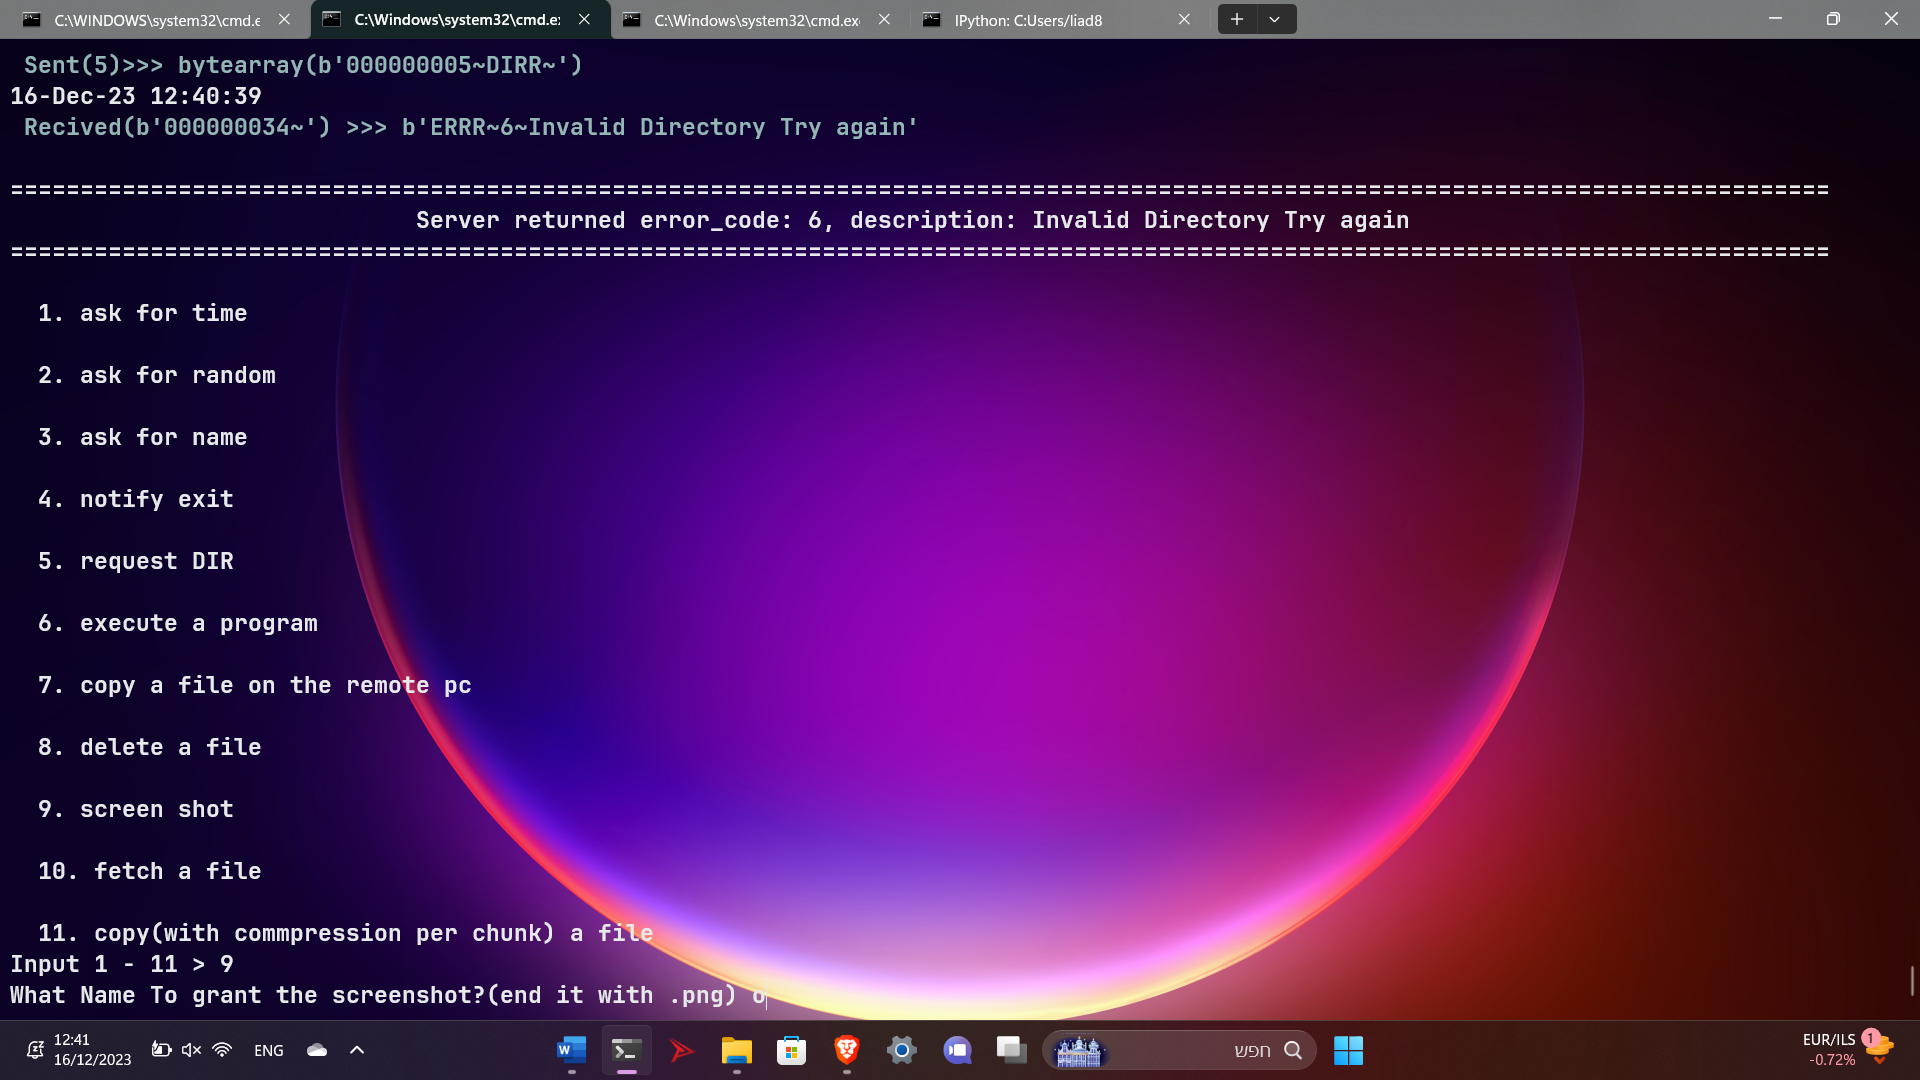 C:\WINDOWS\system32\cmd.e
C:\Windows\system32\cmd.e
C:\Windows\system32\cmd.ex
IPython: C:Users/liad8
Sent(5)>>> bytearray(b'000000005~DIRR~')
16-Dec-23 12:40:39
Recived(b'000000034~') >>> b'ERRR~6~Invalid Directory Try again'
==================================================================================================================================
Server returned error_code: 6, description: Invalid Directory Try again
==================================================================================================================================
1. ask for time
2. ask for random
3. ask for name
4. notify exit
5. request DIR
6. execute a program
7. copy a file on the remote pc
8. delete a file
9. screen shot
10. fetch a file
11. copy(with commpression per chunk) a file
Input 1 - 11 > 9
What Name To grant the screenshot?(end it with .png) o
12:41
16/12/2023
ENG
W
חפש
EUR/ILS
-0.72%
1